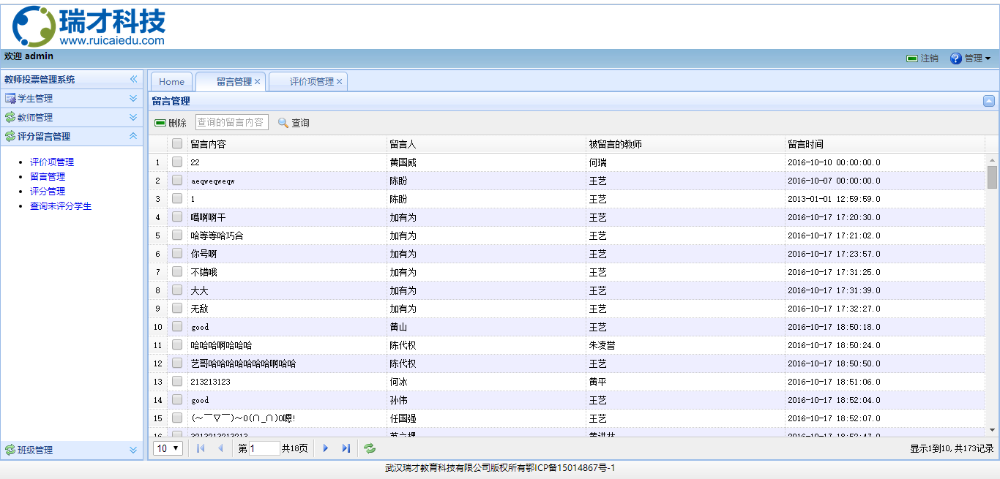 瑞才科技
www.ruicaiedu.com
欢迎 admin 注销 管理
教师投票管理系统
学生管理
教师管理
评分留言管理
评价项管理
留言管理
评分管理
查询未评分学生
班级管理
Home 留言管理 评价项管理
留言管理
删除 查询的留言内容 查询
留言内容 留言人 被留言的教师 留言时间
1 22 黄国威 何瑞 2016-10-10 00:00:00.0
2 aeqweqweqw 陈盼 王艺 2016-10-07 00:00:00.0
3 1 陈盼 王艺 2013-01-01 12:59:59.0
4 噶啊啊干 加有为 王艺 2016-10-17 17:20:30.0
5 哈等等哈巧合 加有为 王艺 2016-10-17 17:21:02.0
6 你号啊 加有为 王艺 2016-10-17 17:23:57.0
7 不错哦 加有为 王艺 2016-10-17 17:31:25.0
8 大大 加有为 王艺 2016-10-17 17:31:39.0
9 无敌 加有为 王艺 2016-10-17 17:32:27.0
10 good 黄山 王艺 2016-10-17 18:50:18.0
11 哈哈哈啊哈哈哈 陈代权 朱凌誉 2016-10-17 18:50:24.0
12 艺哥哈哈哈哈哈哈哈啊哈哈 陈代权 王艺 2016-10-17 18:50:50.0
13 213213123 何冰 黄平 2016-10-17 18:51:06.0
14 good 孙伟 王艺 2016-10-17 18:52:04.0
15 (～￣▽￣)～O(∩_∩)O嗯! 任国强 王艺 2016-10-17 18:52:07.0
16 2016-10-17 18:52:47.0
10 第 1 共18页 显示1到10,共173记录
武汉瑞才教育科技有限公司版权所有鄂ICP备15014867号-1